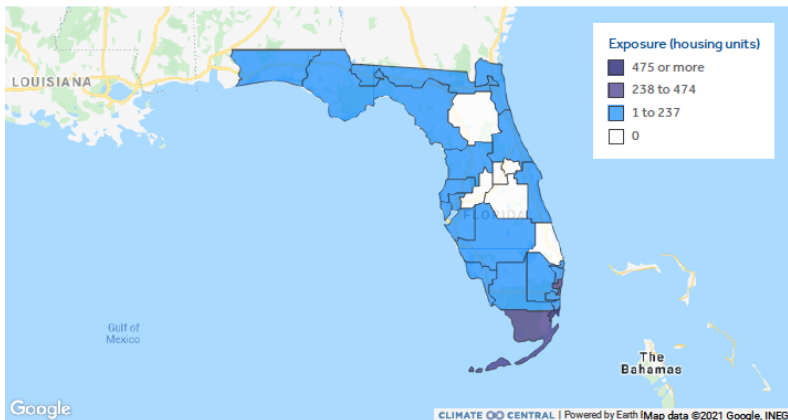 Exposure (housing units)
475 or more
238 to 474
1 to 237
0
LOUISIANA
FLORIDA
Gulf of
Mexico
The
Bahamas
Google
CLIMATE CENTRAL | Powered by Earth E
Map data ©2021 Google, INEG